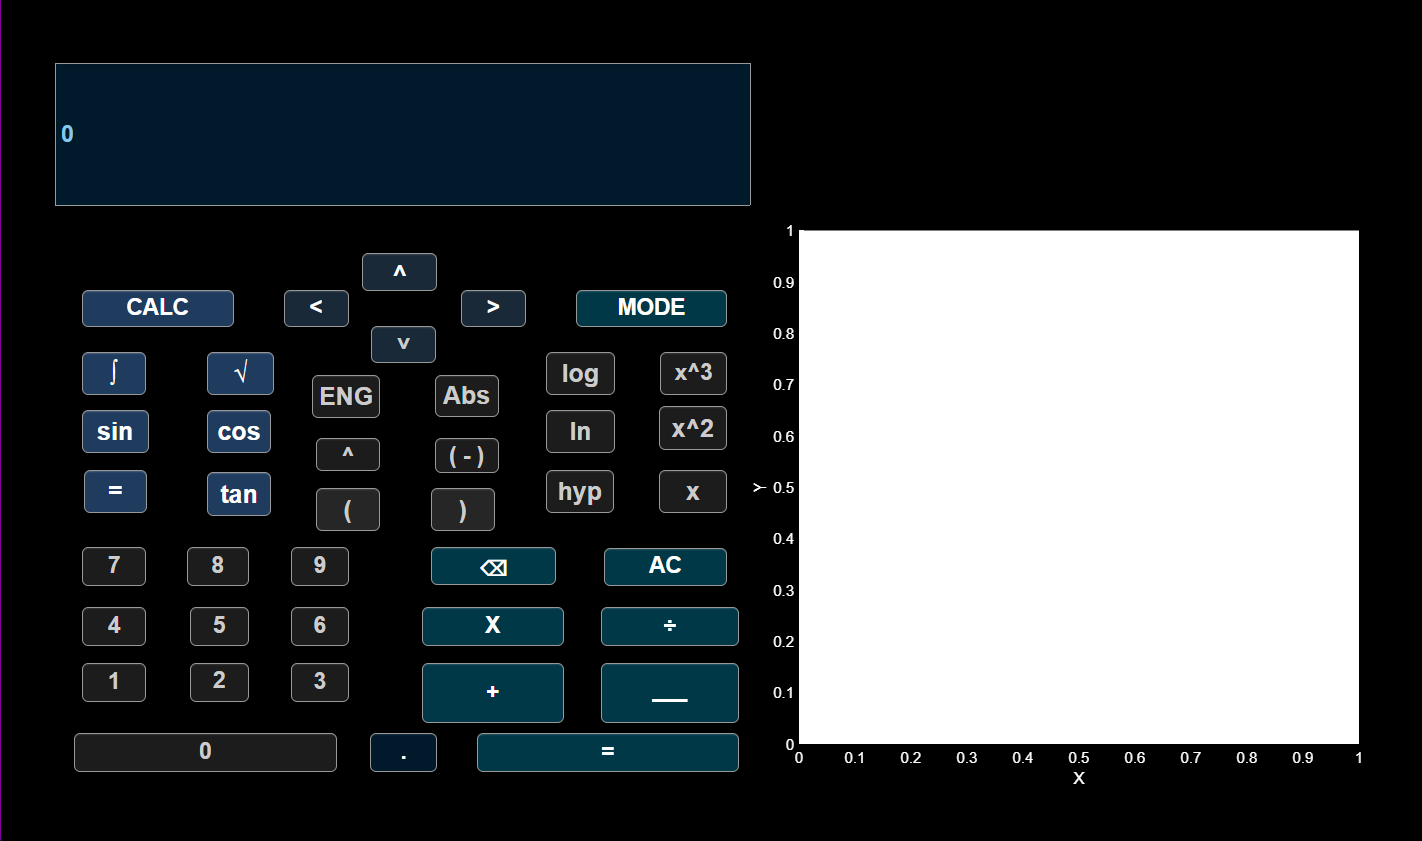 0
^
CALC < > MODE
v
∫ √ log x^3
ENG Abs
sin cos ln x^2
^ (-)
= tan hyp x
( )
7 8 9 ⌫ AC
4 5 6 X ÷
1 2 3 + __
0 . =
1
0.9
0.8
0.7
0.6
0.5
0.4
0.3
0.2
0.1
0
Y
0 0.1 0.2 0.3 0.4 0.5 0.6 0.7 0.8 0.9 1
X